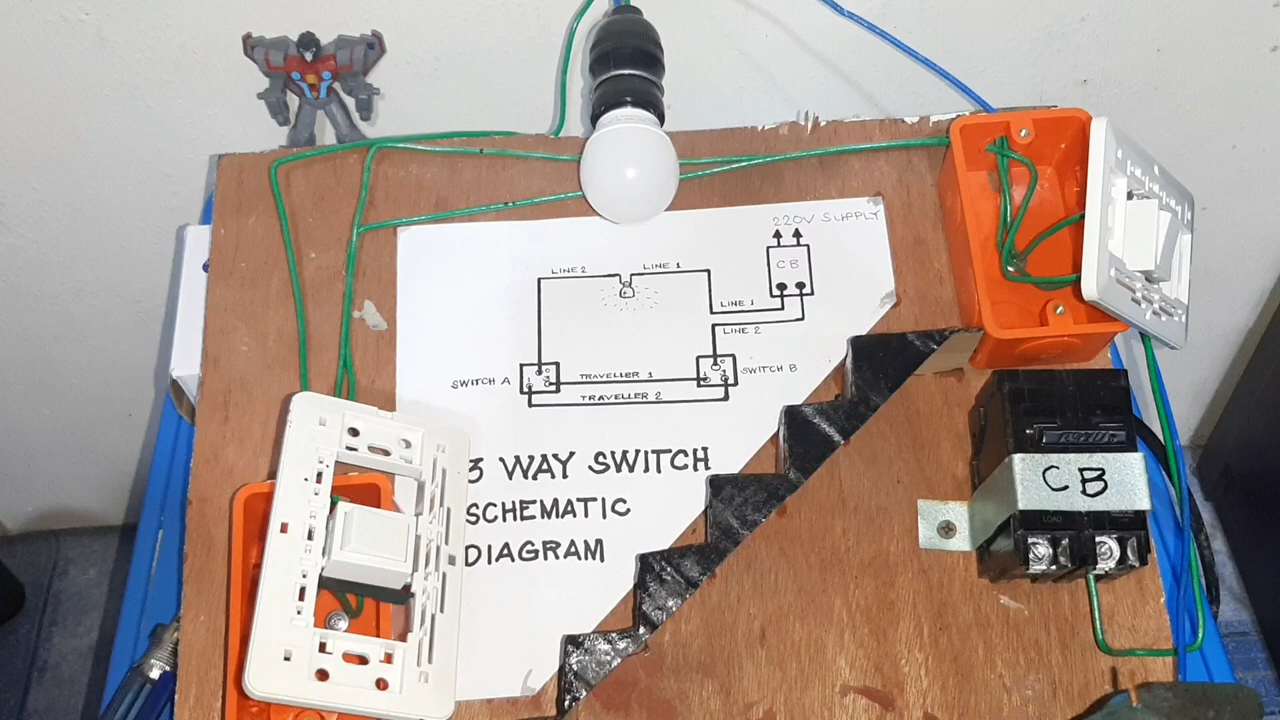 220V SUPPLY
CB
LINE 2
LINE 1
LINE 1
LINE 2
SWITCH A
TRAVELLER 1
SWITCH B
TRAVELLER 2
3 WAY SWITCH
SCHEMATIC
DIAGRAM
CB
LOAD